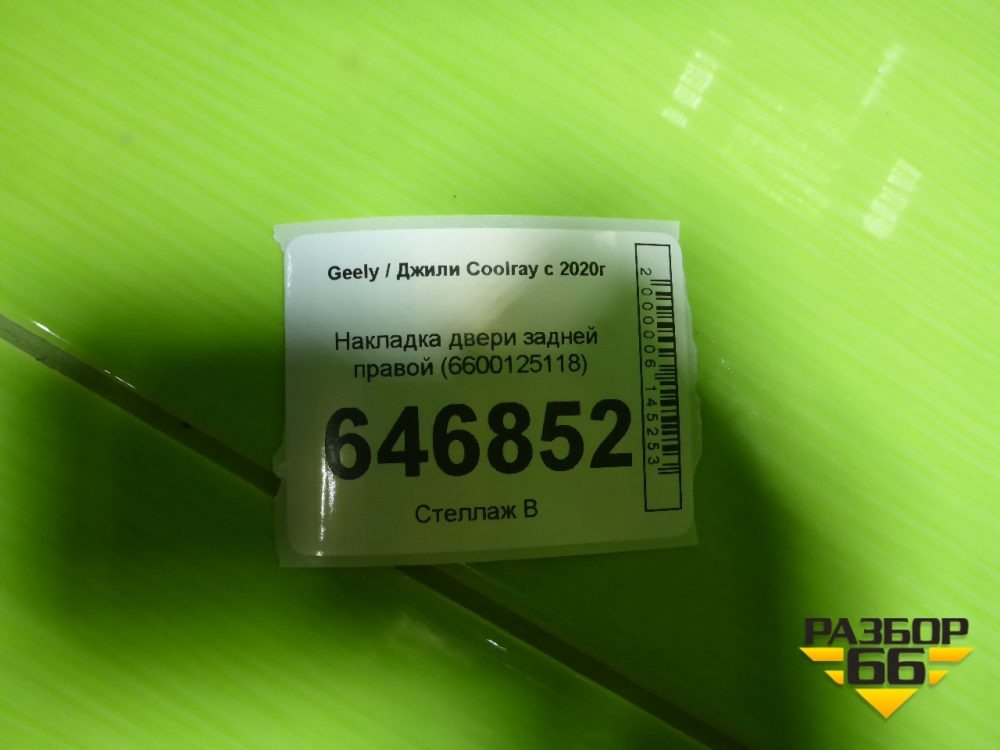 Geely / Джили Coolray с 2020г
Накладка двери задней
правой (6600125118)
646852
Стеллаж В
2 000006 145253
РАЗБОР
66